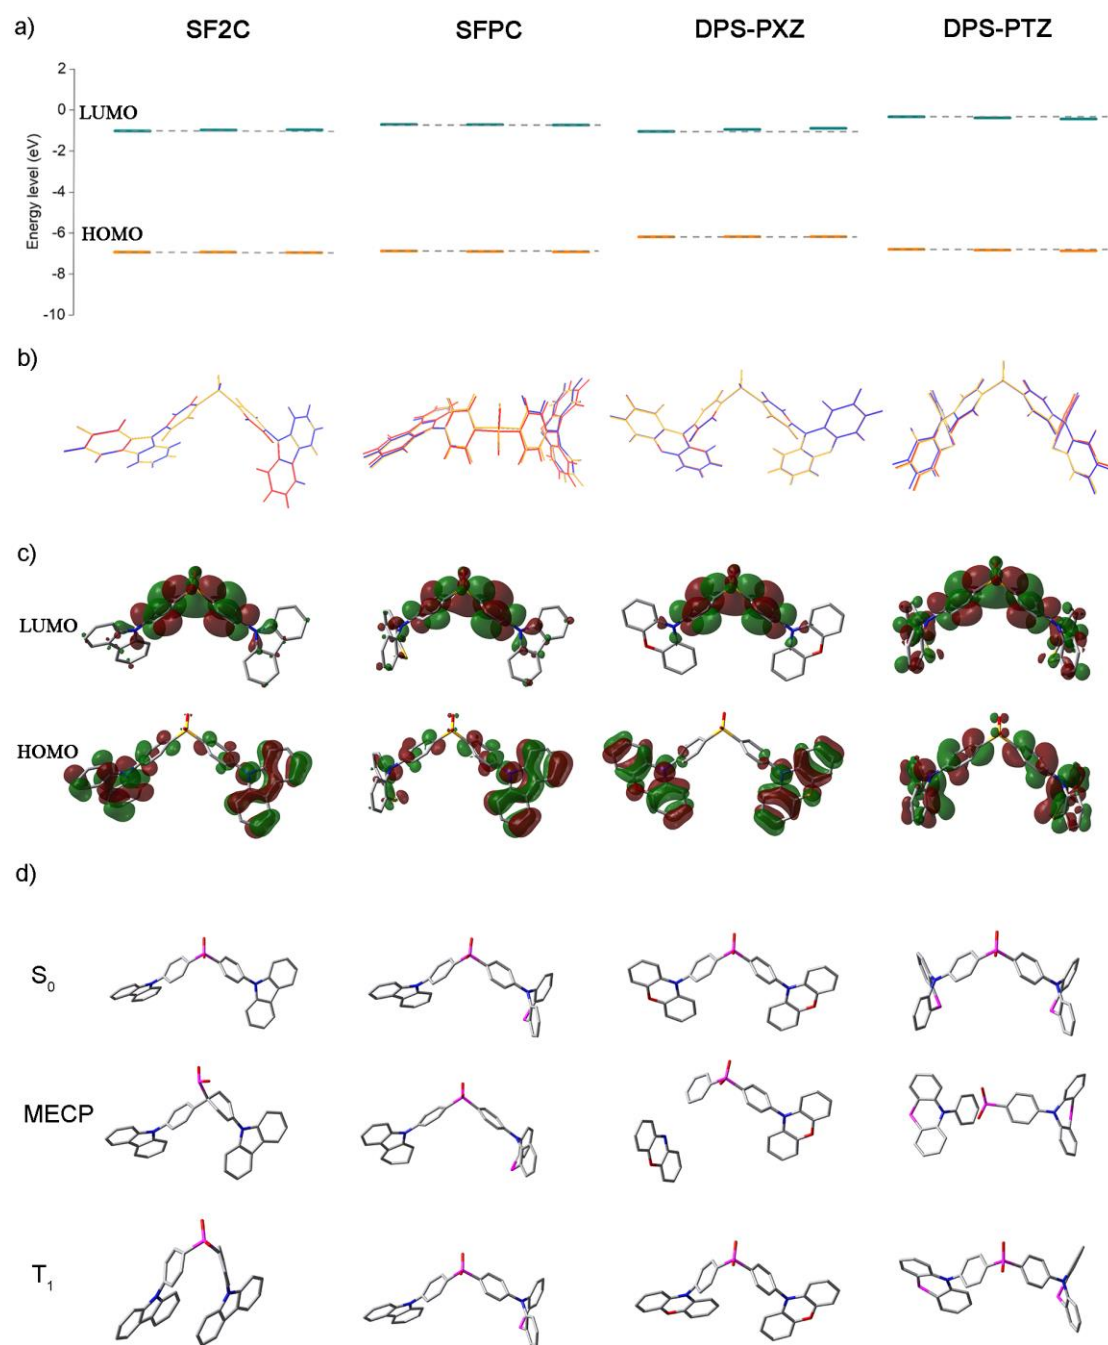 a)
SF2C SFPC DPS-PXZ DPS-PTZ
2
LUMO
0
-2
-4
Energy level (eV)
HOMO
-6
-8
-10
b)
c)
LUMO
HOMO
d)
S0
MECP
T1